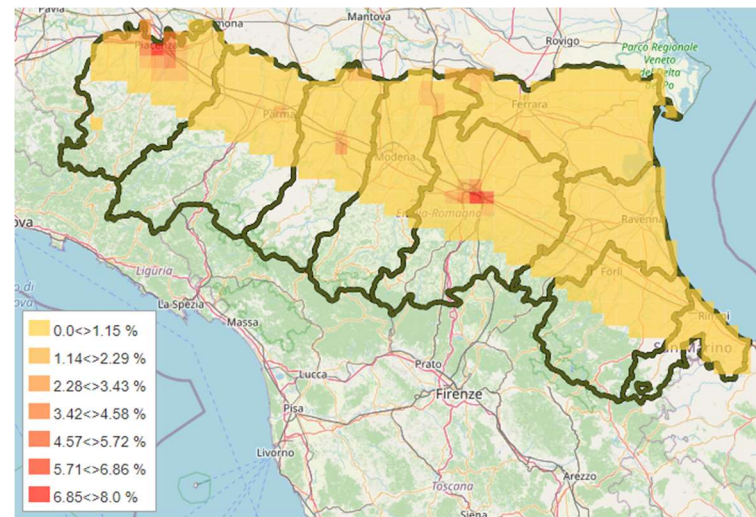 Pavia
mona
Mantova
Rovigo
Parco Regionale
Veneto
del Delta
Po
Piacenza
Ferrara
Parma
Modena
Emilia-Romagna
Ravenna
Forlì
Rimini
San Marino
ova
Liguria
La Spezia
Massa
Lucca
Prato
Pisa
Firenze
Livorno
Arezzo
Toscana
Siena
0.0<>1.15 %
1.14<>2.29 %
2.28<>3.43 %
3.42<>4.58 %
4.57<>5.72 %
5.71<>6.86 %
6.85<>8.0 %